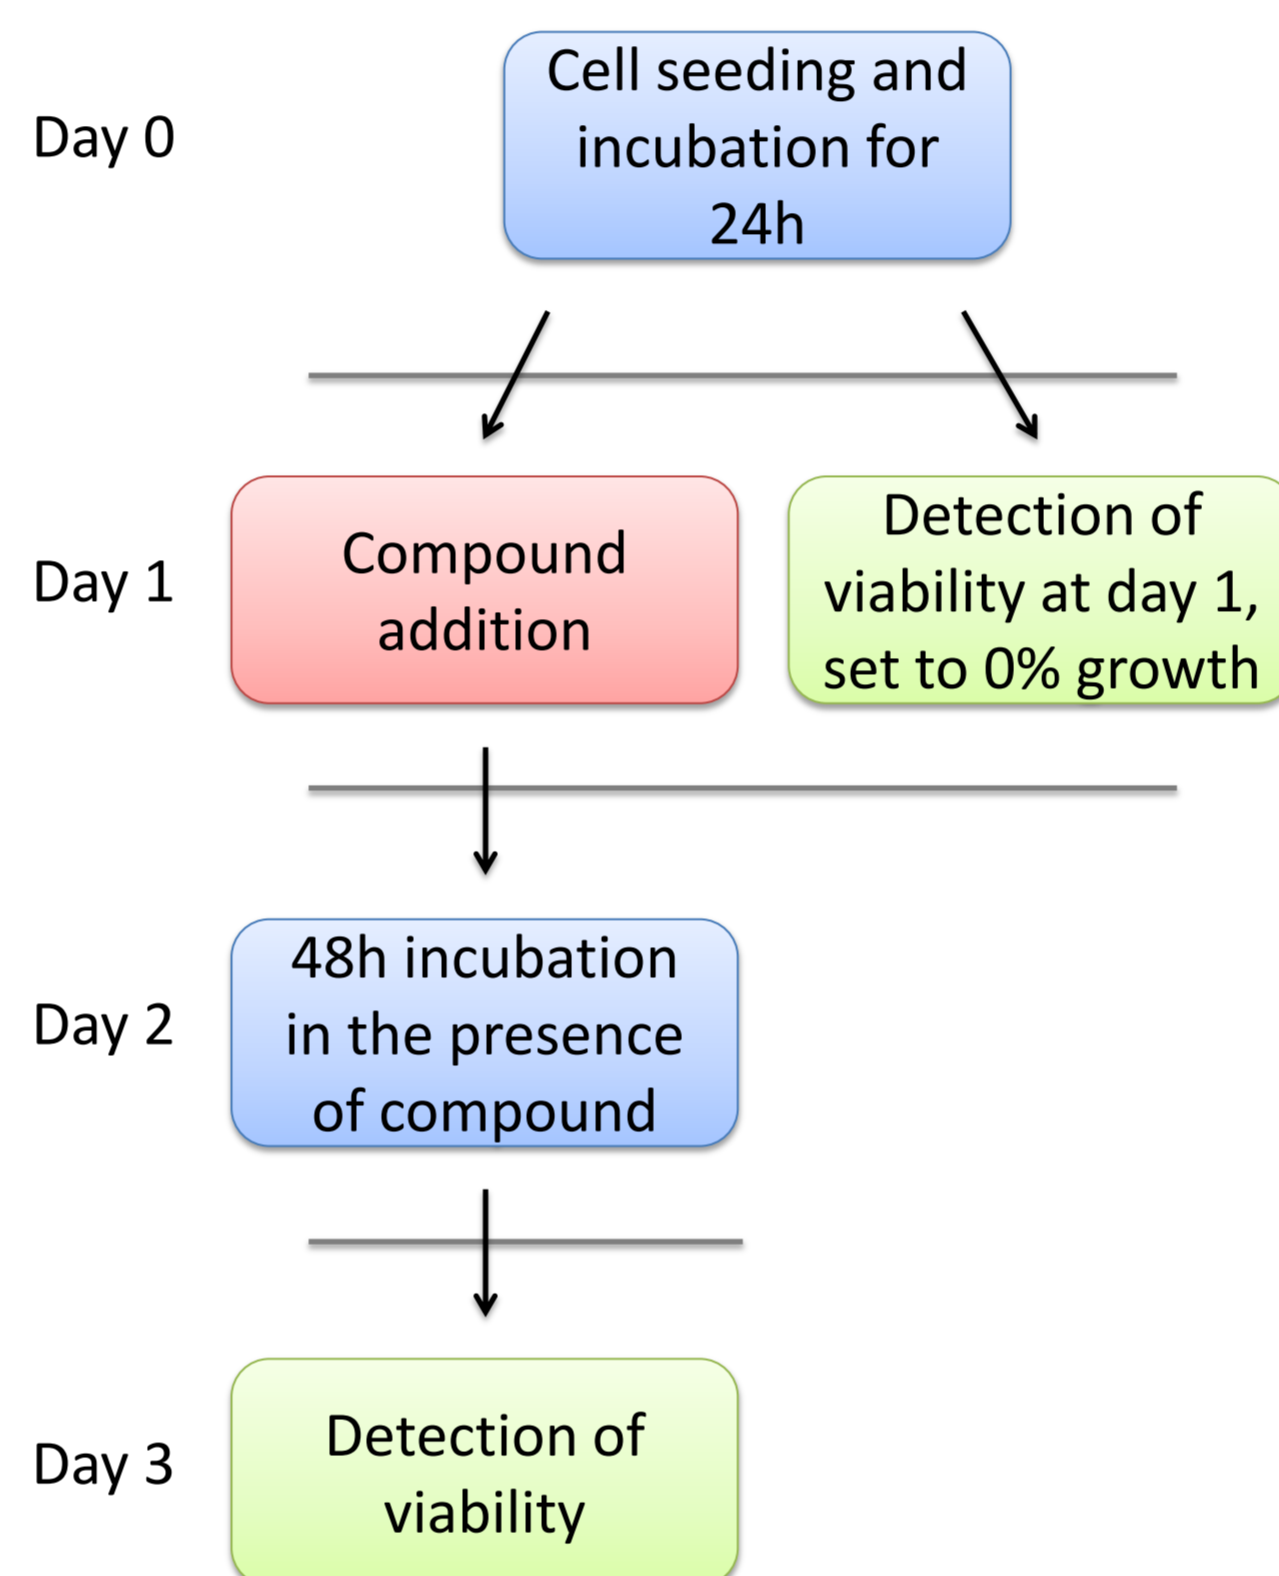 Day 0
Cell seeding and
incubation for
24h
Day 1
Compound
addition
Detection of
viability at day 1,
set to 0% growth
Day 2
48h incubation
in the presence
of compound
Day 3
Detection of
viability